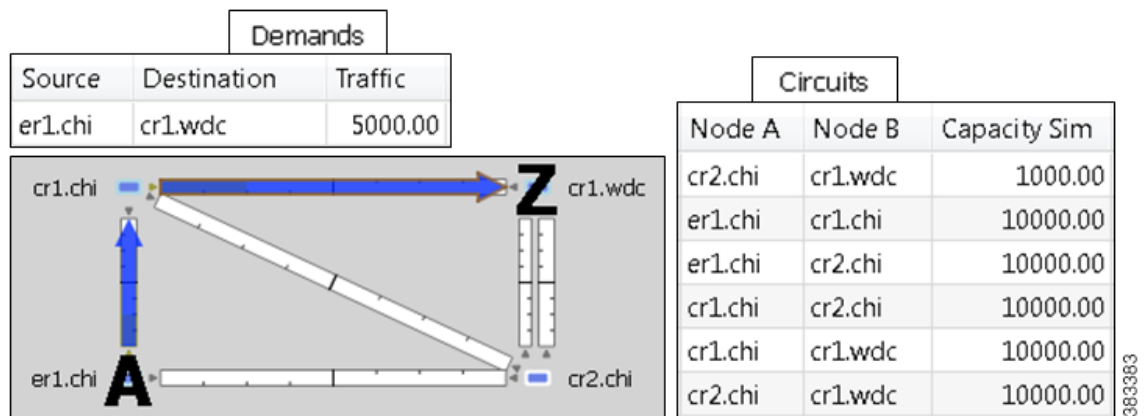 Demands
Source Destination Traffic
er1.chi cr1.wdc 5000.00
Circuits
Node A Node B Capacity Sim
cr2.chi cr1.wdc 1000.00
er1.chi cr1.chi 10000.00
er1.chi cr2.chi 10000.00
cr1.chi cr2.chi 10000.00
cr1.chi cr1.wdc 10000.00
cr2.chi cr1.wdc 10000.00
cr1.chi Z cr1.wdc
er1.chi A cr2.chi
383383